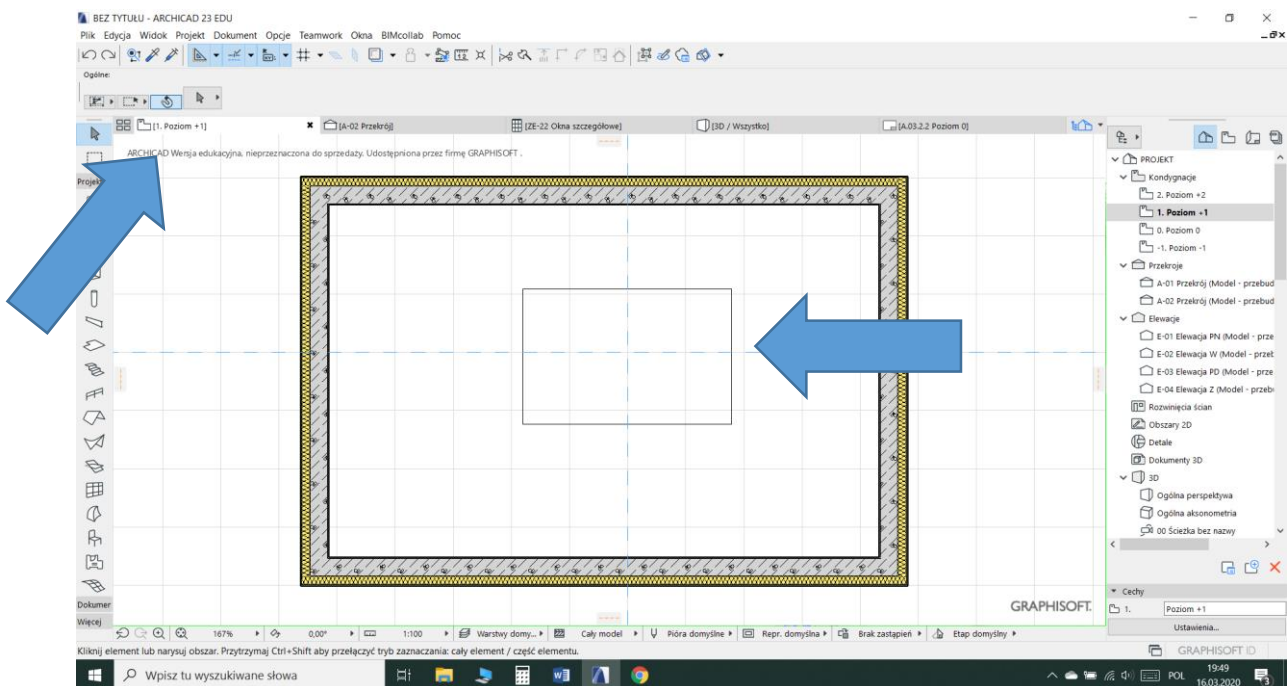 BEZ TYTUŁU - ARCHICAD 23 EDU
Plik Edycja Widok Projekt Dokument Opcje Teamwork Okna BIMcollab Pomoc
Ogólne:
[1. Poziom +1]
[A-02 Przekrój]
[ZE-22 Okna szczegółowe]
[3D / Wszystko]
[A.03.2.2 Poziom 0]
ARCHICAD Wersja edukacyjna, nieprzeznaczona do sprzedaży. Udostępniona przez firmę GRAPHISOFT .
Projek
PROJEKT
Kondygnacje
2. Poziom +2
1. Poziom +1
0. Poziom 0
-1. Poziom -1
Przekroje
A-01 Przekrój (Model - przebud
A-02 Przekrój (Model - przebud
Elewacje
E-01 Elewacja PN (Model - prze
E-02 Elewacja W (Model - przeb
E-03 Elewacja PD (Model - prze
E-04 Elewacja Z (Model - przebu
Rozwinięcia ścian
Obszary 2D
Detale
Dokumenty 3D
3D
Ogólna perspektywa
Ogólna aksonometria
00 Ścieżka bez nazwy
Cechy
1. Poziom +1
Ustawienia...
GRAPHISOFT.
Dokumer
Więcej
167% 0,00° 1:100 Warstwy domy... Cały model Pióra domyślne Repr. domyślna Brak zastąpień Etap domyślny
Kliknij element lub narysuj obszar. Przytrzymaj Ctrl+Shift aby przełączyć tryb zaznaczania: cały element / część elementu.
GRAPHISOFT ID
Wpisz tu wyszukiwane słowa
POL
19:49
16.03.2020
3